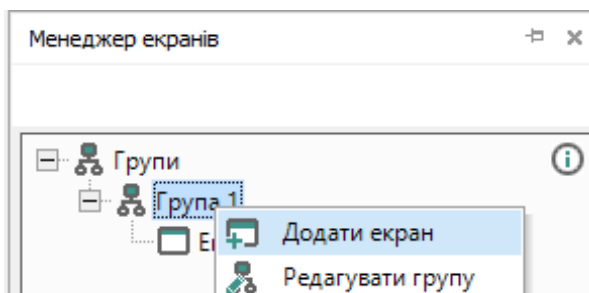 Менеджер екранів
Групи
Група 1
Додати екран
Редагувати групу